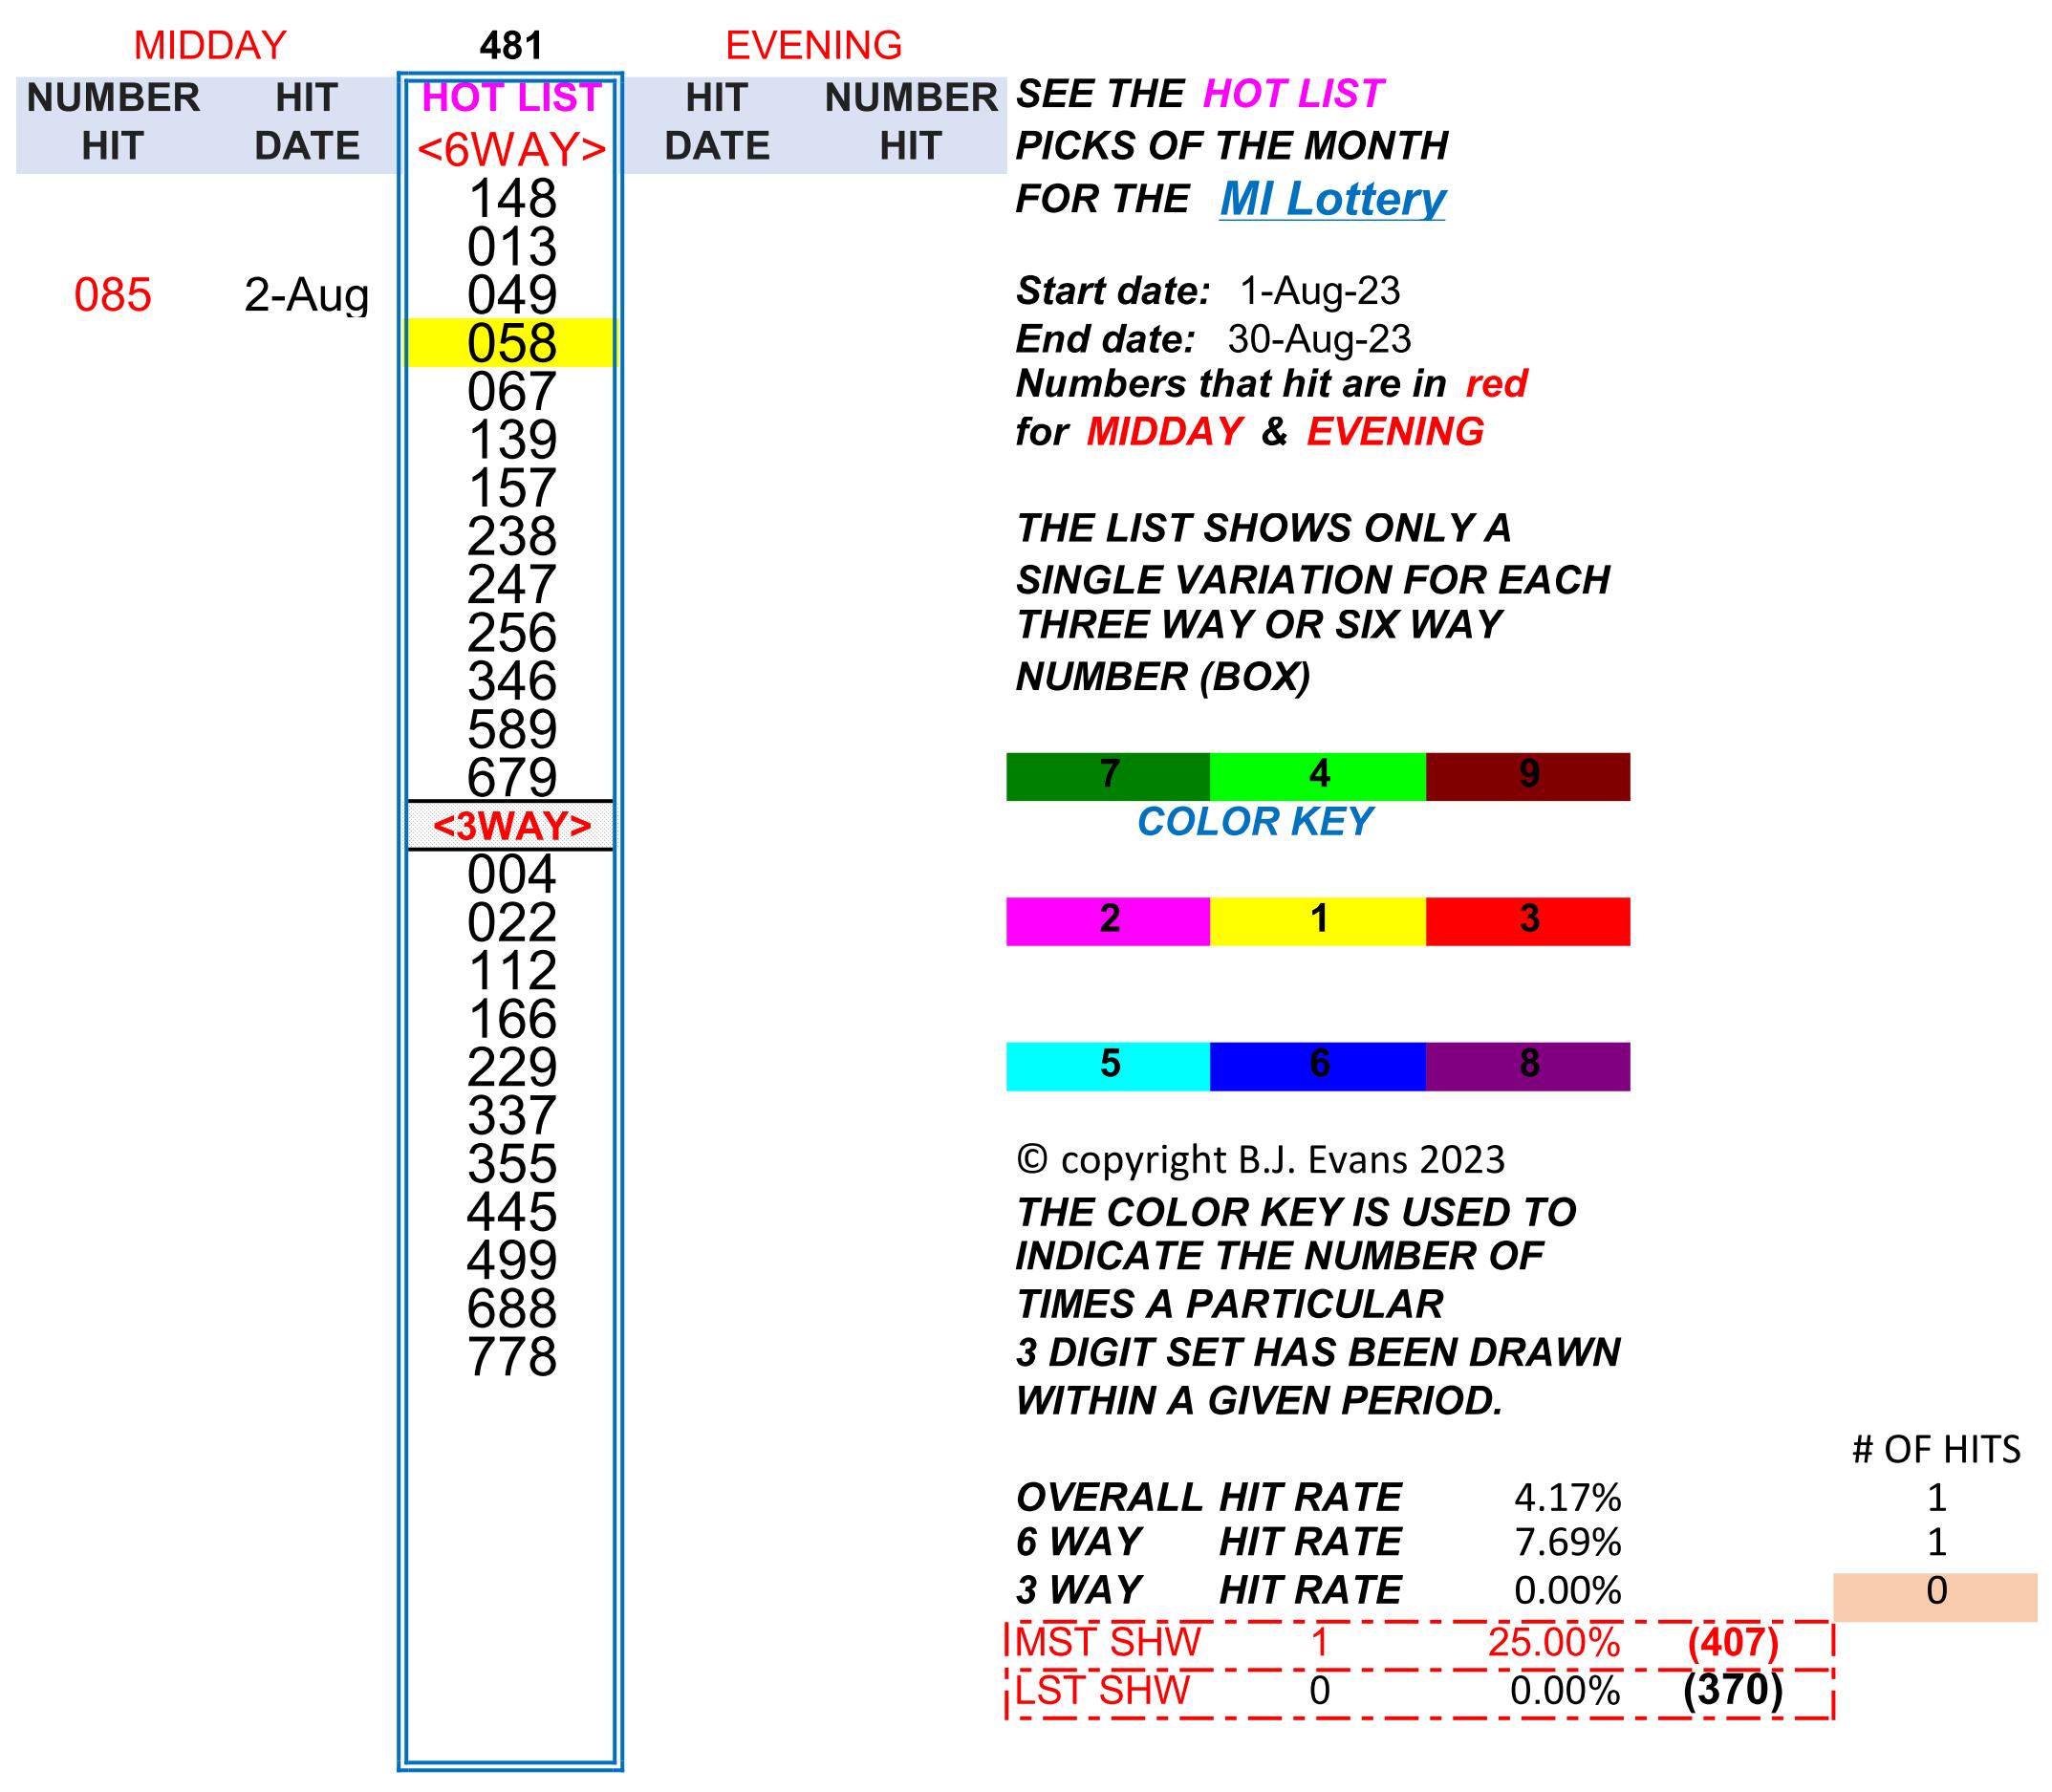 MIDDAY 481 EVENING
NUMBER HIT HOT LIST HIT NUMBER
HIT DATE <6WAY> DATE HIT
148
013
085 2-Aug 049
058
067
139
157
238
247
256
346
589
679
<3WAY>
004
022
112
166
229
337
355
445
499
688
778
SEE THE HOT LIST
PICKS OF THE MONTH
FOR THE MI Lottery
Start date: 1-Aug-23
End date: 30-Aug-23
Numbers that hit are in red
for MIDDAY & EVENING
THE LIST SHOWS ONLY A
SINGLE VARIATION FOR EACH
THREE WAY OR SIX WAY
NUMBER (BOX)
7 4 9
COLOR KEY
2 1 3
5 6 8
© copyright B.J. Evans 2023
THE COLOR KEY IS USED TO
INDICATE THE NUMBER OF
TIMES A PARTICULAR
3 DIGIT SET HAS BEEN DRAWN
WITHIN A GIVEN PERIOD.
# OF HITS
OVERALL HIT RATE 4.17% 1
6 WAY HIT RATE 7.69% 1
3 WAY HIT RATE 0.00% 0
MST SHW 1 25.00% (407)
LST SHW 0 0.00% (370)